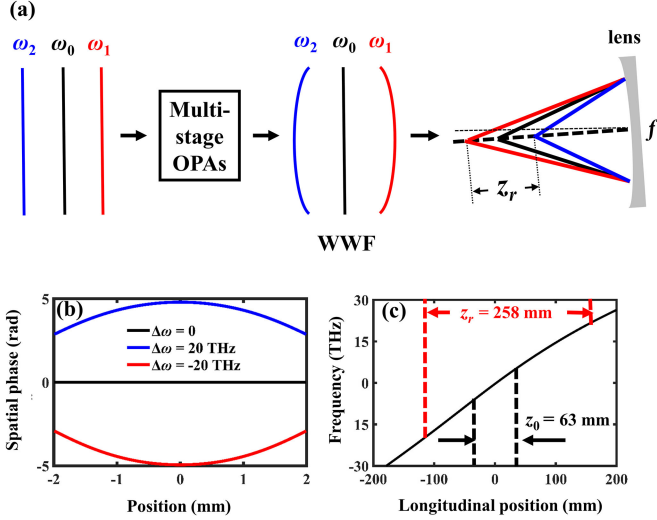 (a)
ω2 ω0 ω1
ω2 ω0 ω1
lens
Multi-
stage
OPAs
f
zr
WWF
(b)
Spatial phase (rad)
5
0
-5
Δω = 0
Δω = 20 THz
Δω = -20 THz
-2 -1 0 1 2
Position (mm)
(c)
Frequency (THz)
30
15
0
15
-30
zr = 258 mm
z0 = 63 mm
-200 -100 0 100 200
Longitudinal position (mm)